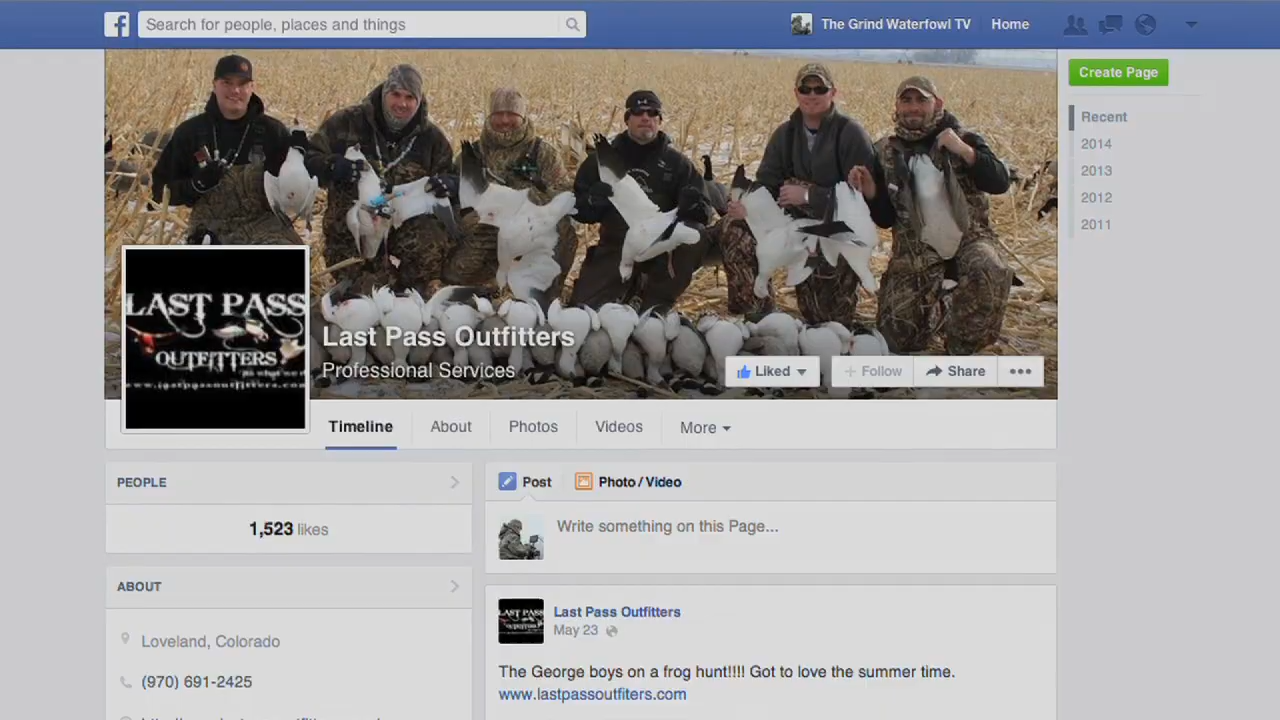 Search for people, places and things
The Grind Waterfowl TV
Home
Create Page
Recent
2014
2013
2012
2011
LAST PASS
OUTFITTERS
Last Pass Outfitters
Professional Services
Liked
+ Follow
Share
Timeline
About
Photos
Videos
More
PEOPLE
1,523 likes
ABOUT
Loveland, Colorado
(970) 691-2425
Post
Photo / Video
Write something on this Page...
LAST PASS
Last Pass Outfitters
May 23
The George boys on a frog hunt!!!! Got to love the summer time.
www.lastpassoutfiters.com